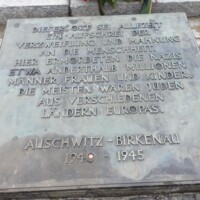 DIESER ORT SEI ALLEZEIT
EIN AUFSCHREI DER
VERZWEIFLUNG UND MAHNUNG
AN DIE MENSCHHEIT.
HIER ERMORDETEN DIE NAZIS
ETWA ANDERTHALB MILLIONEN
MÄNNER, FRAUEN UND KINDER.
DIE MEISTEN WAREN JUDEN
AUS VERSCHIEDENEN
LÄNDERN EUROPAS.
AUSCHWITZ-BIRKENAU
1940 - 1945